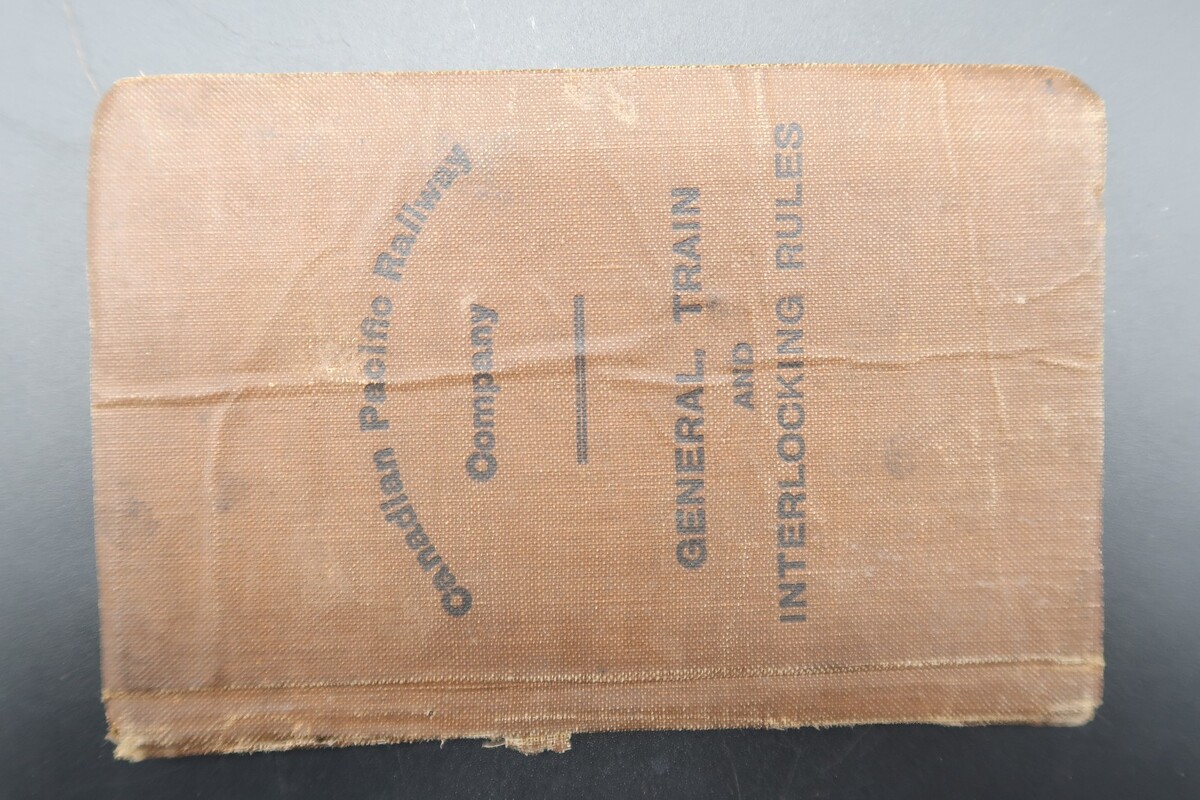 Canadian Pacific Railway
Company
GENERAL, TRAIN
AND
INTERLOCKING RULES